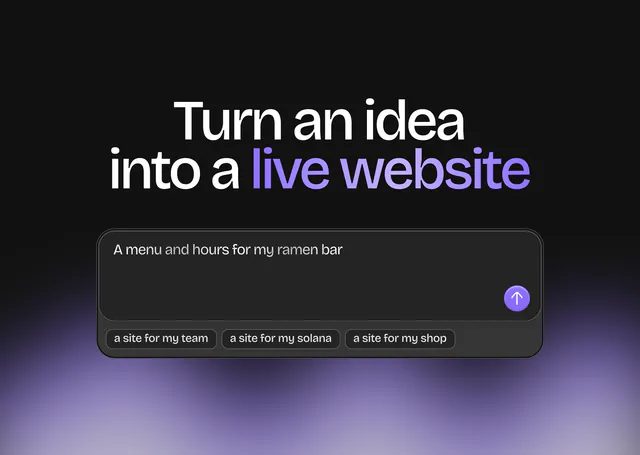 Turn an idea
into a live website
A menu and hours for my ramen bar
a site for my team
a site for my solana
a site for my shop